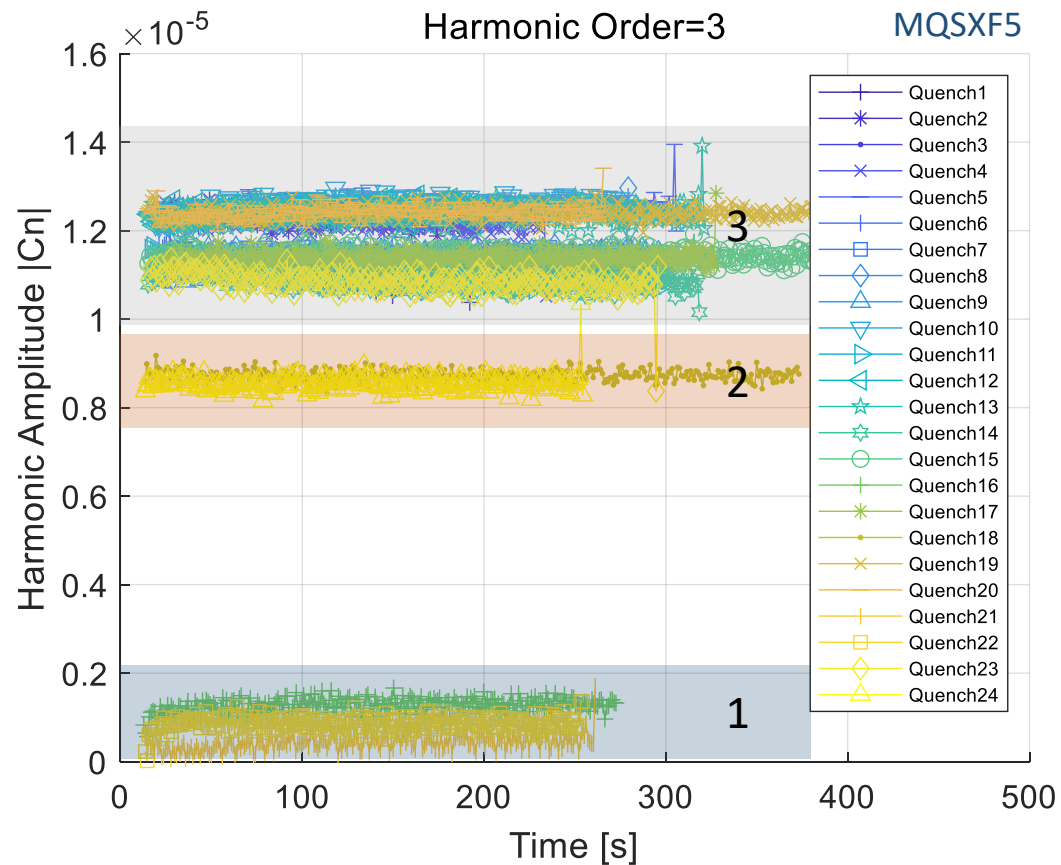 ×10-5
Harmonic Order=3
MQSXF5
1.6
1.4
1.2
1
0.8
0.6
0.4
0.2
0
Harmonic Amplitude |Cn|
3
2
1
Quench1
Quench2
Quench3
Quench4
Quench5
Quench6
Quench7
Quench8
Quench9
Quench10
Quench11
Quench12
Quench13
Quench14
Quench15
Quench16
Quench17
Quench18
Quench19
Quench20
Quench21
Quench22
Quench23
Quench24
0 100 200 300 400 500
Time [s]